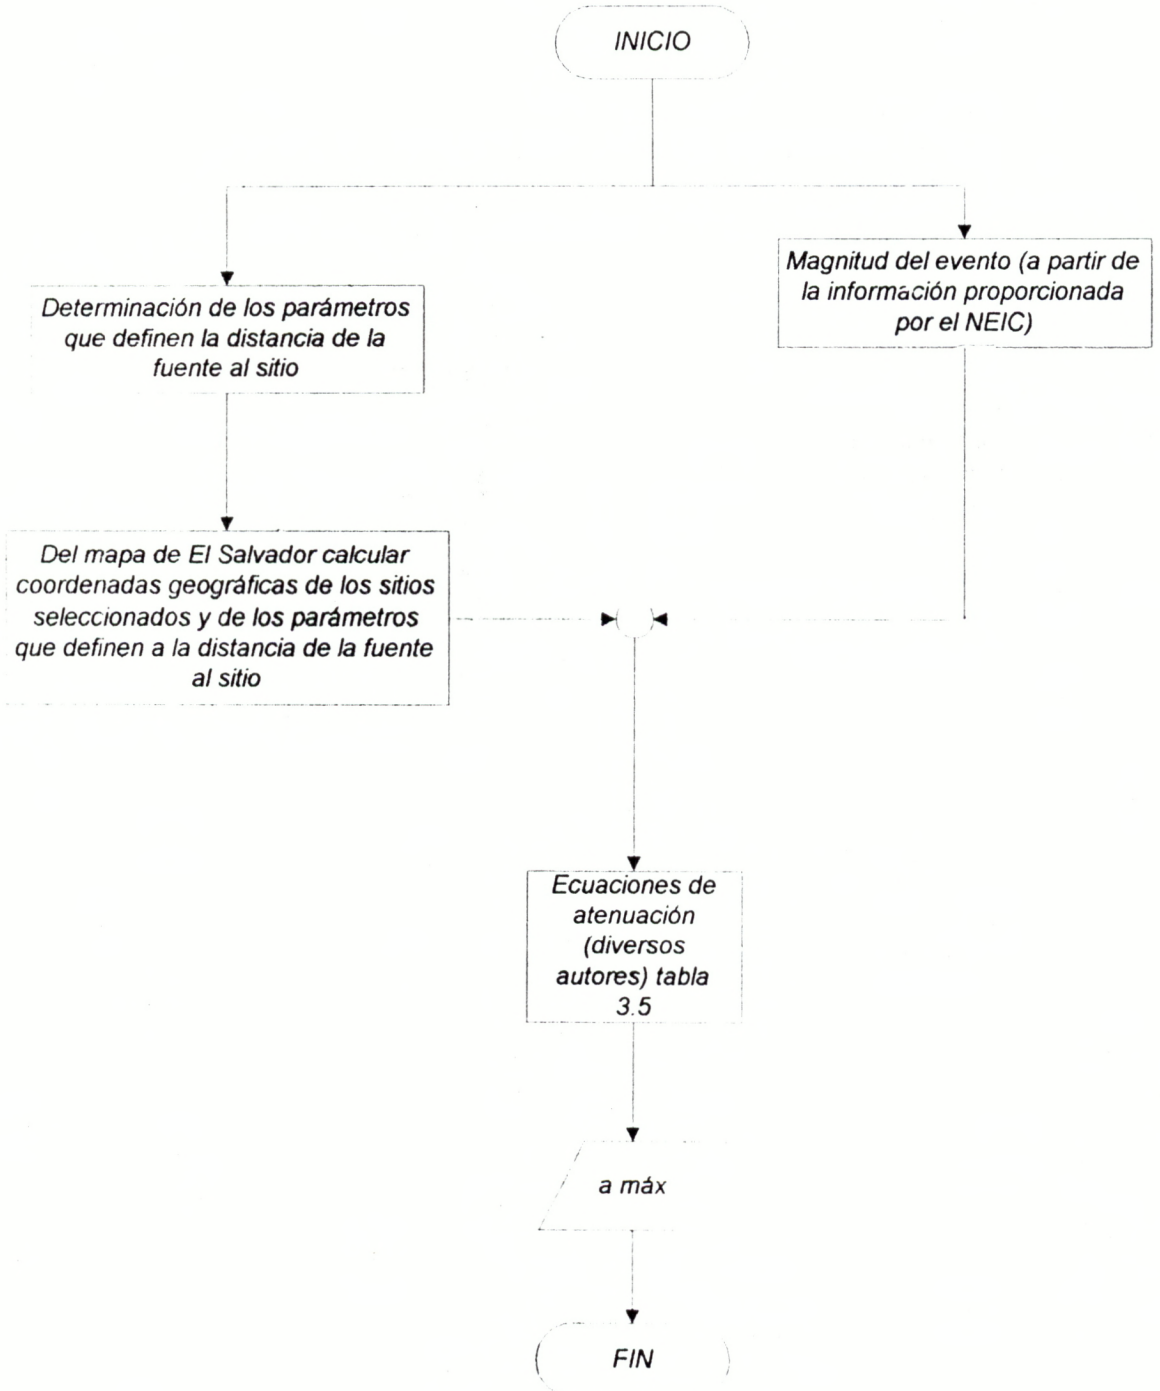 INICIO
Magnitud del evento (a partir de
la información proporcionada
por el NEIC)
Determinación de los parámetros
que definen la distancia de la
fuente al sitio
Del mapa de El Salvador calcular
coordenadas geográficas de los sitios
seleccionados y de los parámetros
que definen a la distancia de la fuente
al sitio
Ecuaciones de
atenuación
(diversos
autores) tabla
3.5
a máx
FIN